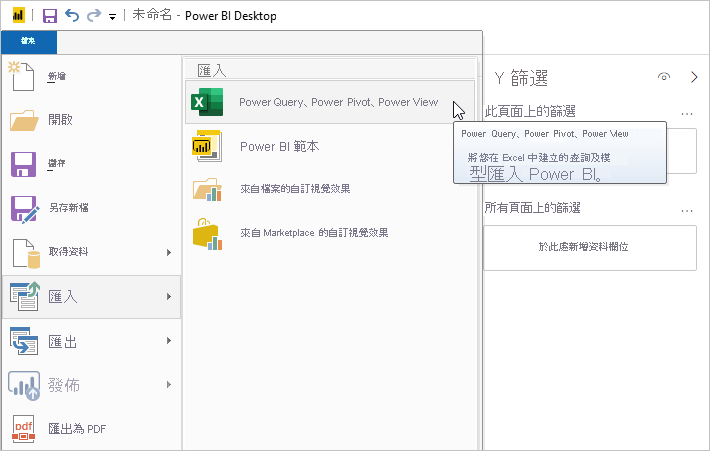 未命名 - Power BI Desktop
檔案
新增
開啟
儲存
另存新檔
取得資料
匯入
匯出
發佈
匯出為 PDF
匯入
Power Query、Power Pivot、Power View
Power BI 範本
來自檔案的自訂視覺效果
來自 Marketplace 的自訂視覺效果
Power Query、Power Pivot、Power View
將您在 Excel 中建立的查詢及模
型匯入 Power BI。
Y 篩選
此頁面上的篩選
...
所有頁面上的篩選
...
於此處新增資料欄位